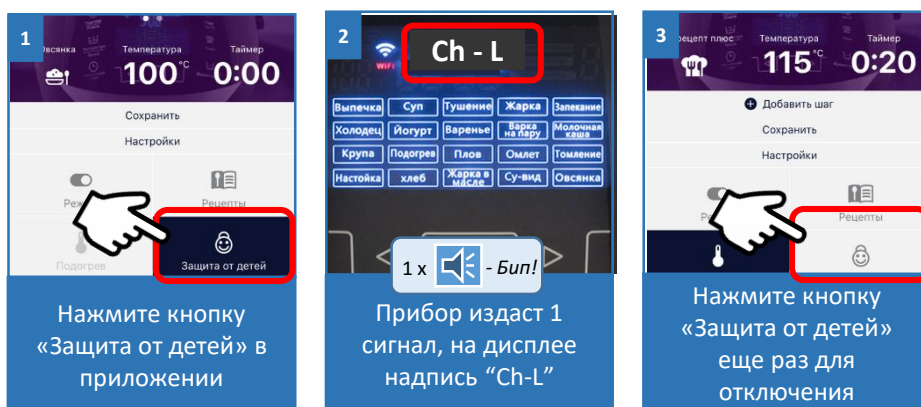 1
Овсянка
Температура
Таймер
100°C
0:00
Сохранить
Настройки
Рецепты
Подогрев
Защита от детей
Нажмите кнопку
«Защита от детей» в
приложении
2
WiFi
Ch - L
Выпечка Суп Тушение Жарка Запекание
Холодец Йогурт Варенье Варка на пару Молочная каша
Крупа Подогрев Плов Омлет Томление
Настойка хлеб Жарка в масле Су-вид Овсянка
1 x - Бип!
Прибор издаст 1
сигнал, на дисплее
надпись “Ch-L”
3
рецепт плюс
Температура
Таймер
115°C
0:20
Добавить шаг
Сохранить
Настройки
Рецепты
Нажмите кнопку
«Защита от детей»
еще раз для
отключения